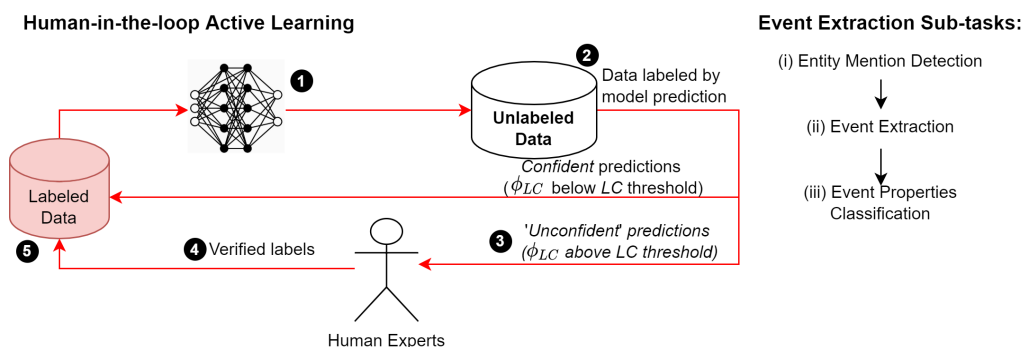 Human-in-the-loop Active Learning
Event Extraction Sub-tasks:
1
2
Data labeled by
model prediction
Unlabeled
Data
Confident predictions
(ϕLC below LC threshold)
Labeled
Data
5
4 Verified labels
3 'Unconfident' predictions
(ϕLC above LC threshold)
Human Experts
(i) Entity Mention Detection
(ii) Event Extraction
(iii) Event Properties
Classification